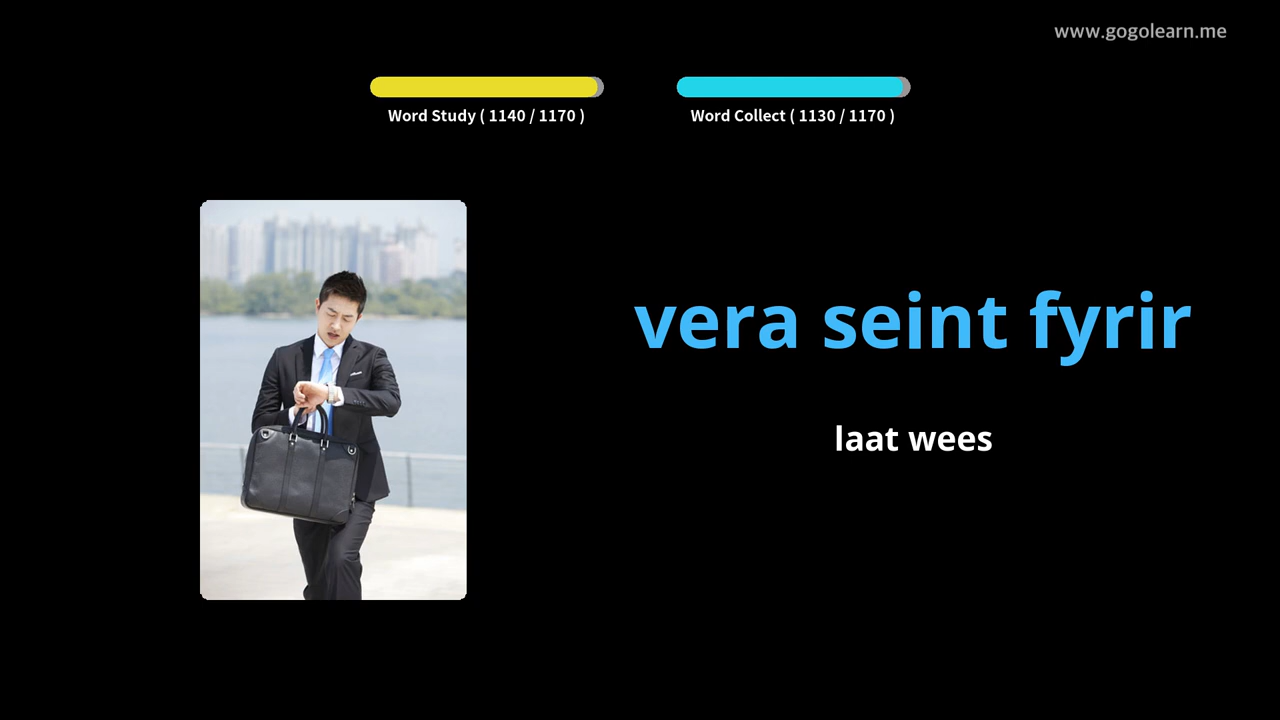 www.gogolearn.me
Word Study ( 1140 / 1170 )
Word Collect ( 1130 / 1170 )
vera seint fyrir
laat wees